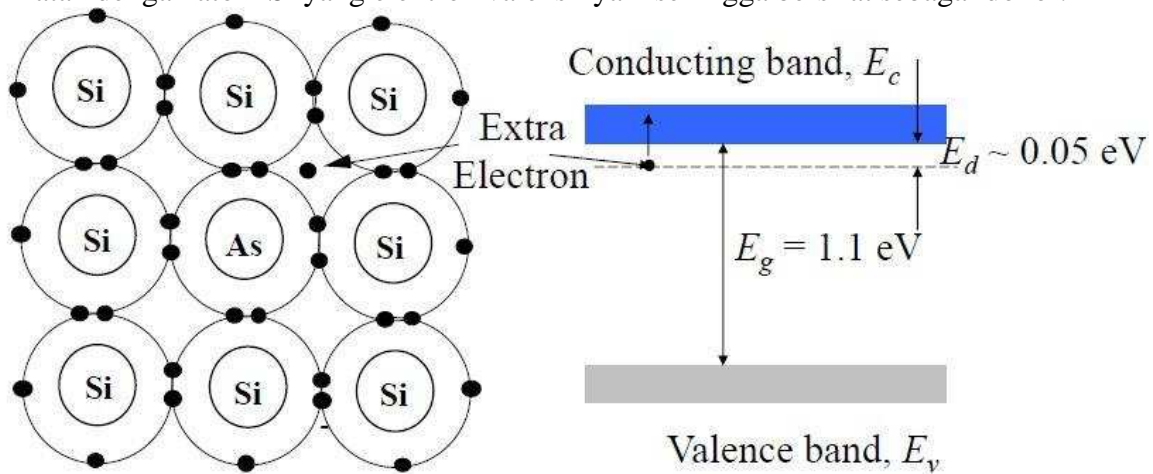 Si
Si
Si
Si
As
Si
Si
Si
Si
Extra
Electron
Conducting band, E_c
E_d ~ 0.05 eV
E_g = 1.1 eV
Valence band, E_v